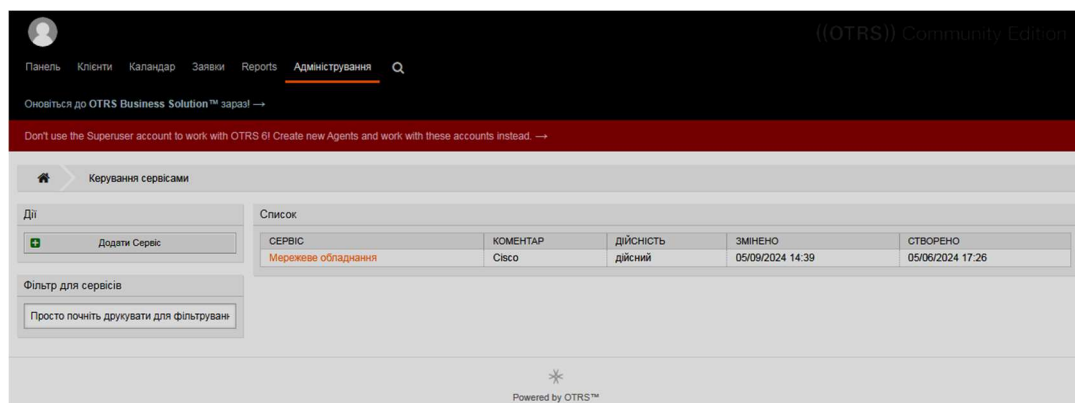 ((OTRS)) Community Edition
Панель Клієнти Каландар Заявки Reports Адміністрування
Оновіться до OTRS Business Solution™ зараз! →
Don't use the Superuser account to work with OTRS 6! Create new Agents and work with these accounts instead. →
Керування сервісами
Дії
Додати Сервіс
Фільтр для сервісів
Просто почніть друкувати для фільтруван
Список
СЕРВІС КОМЕНТАР ДІЙСНІСТЬ ЗМІНЕНО СТВОРЕНО
Мережеве обладнання Cisco дійсний 05/09/2024 14:39 05/06/2024 17:26
Powered by OTRS™